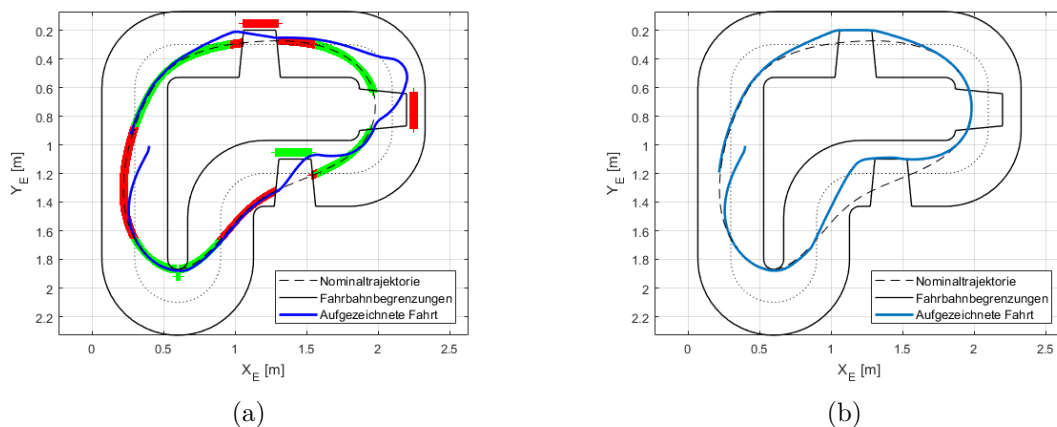 0.2
0.4
0.6
0.8
1
1.2
1.4
1.6
1.8
2
2.2
Y_E [m]
0
0.5
1
1.5
2
2.5
X_E [m]
Nominaltrajektorie
Fahrbahnbegrenzungen
Aufgezeichnete Fahrt
(a)
0.2
0.4
0.6
0.8
1
1.2
1.4
1.6
1.8
2
2.2
Y_E [m]
0
0.5
1
1.5
2
2.5
X_E [m]
Nominaltrajektorie
Fahrbahnbegrenzungen
Aufgezeichnete Fahrt
(b)